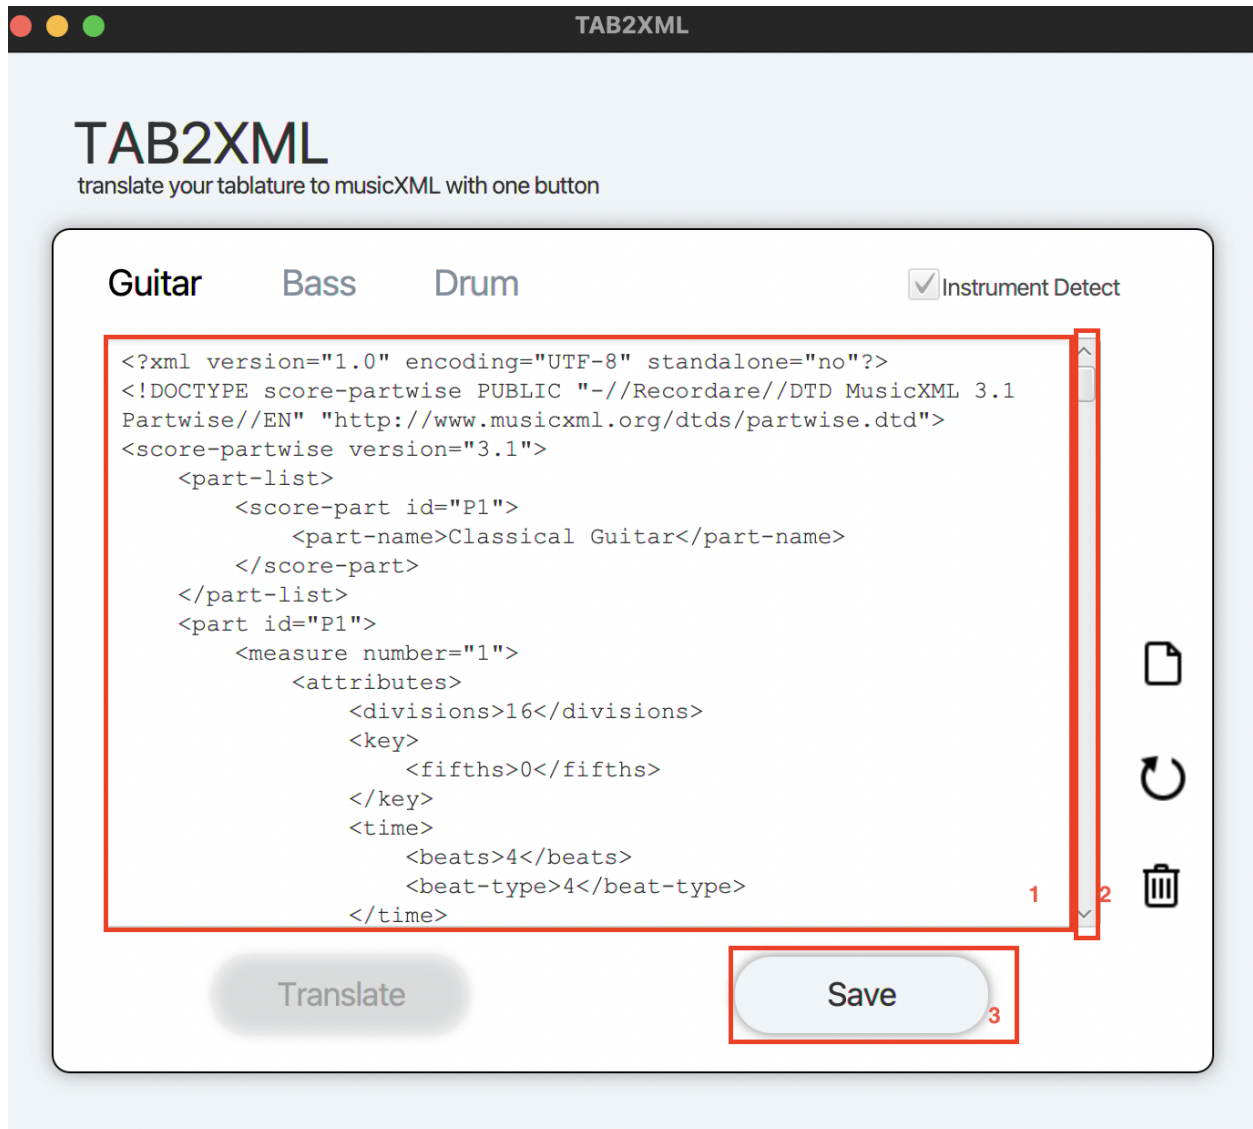 TAB2XML
TAB2XML
translate your tablature to musicXML with one button
Guitar Bass Drum Instrument Detect
<?xml version="1.0" encoding="UTF-8" standalone="no"?>
<!DOCTYPE score-partwise PUBLIC "-//Recordare//DTD MusicXML 3.1
Partwise//EN" "http://www.musicxml.org/dtds/partwise.dtd">
<score-partwise version="3.1">
    <part-list>
        <score-part id="P1">
            <part-name>Classical Guitar</part-name>
        </score-part>
    </part-list>
    <part id="P1">
        <measure number="1">
            <attributes>
                <divisions>16</divisions>
                <key>
                    <fifths>0</fifths>
                </key>
                <time>
                    <beats>4</beats>
                    <beat-type>4</beat-type>
                </time>
1 2
Translate Save
3